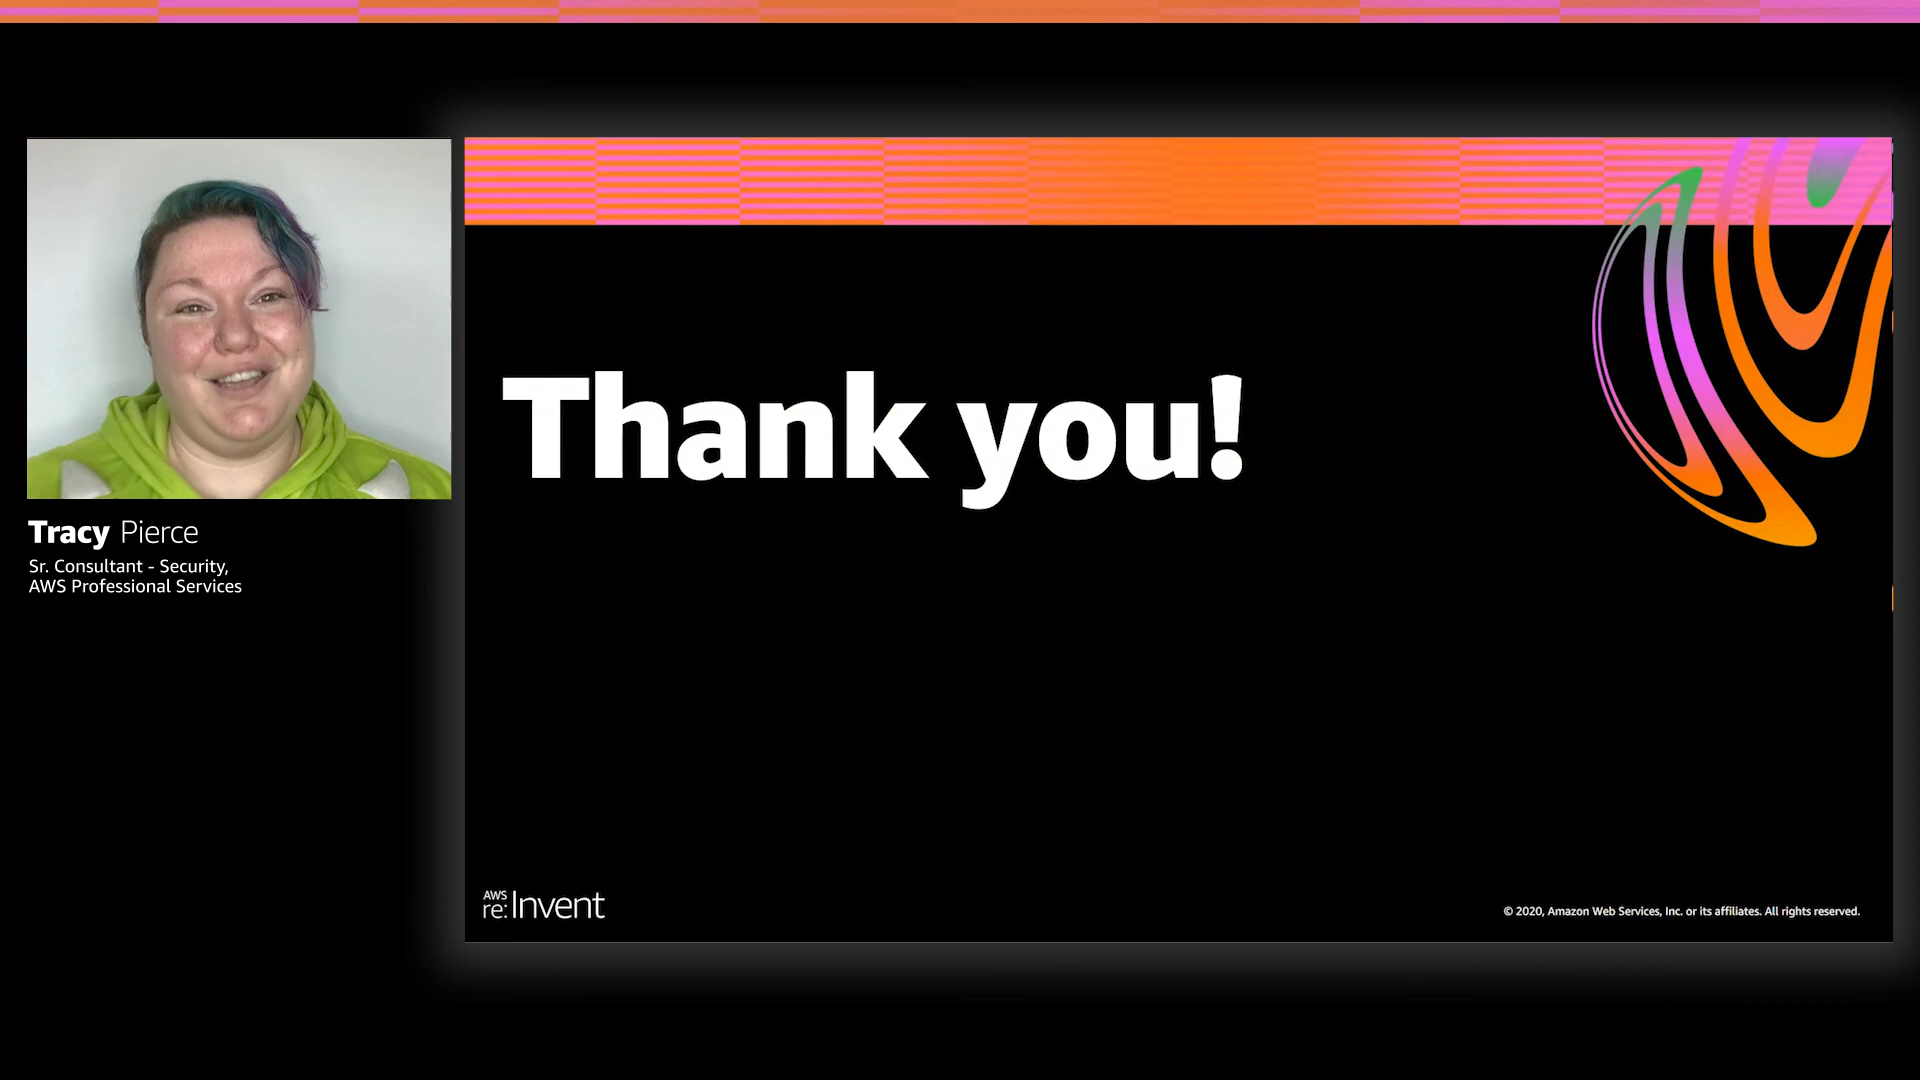 Thank you!
Tracy Pierce
Sr. Consultant - Security,
AWS Professional Services
AWS
re:Invent
© 2020, Amazon Web Services, Inc. or its affiliates. All rights reserved.